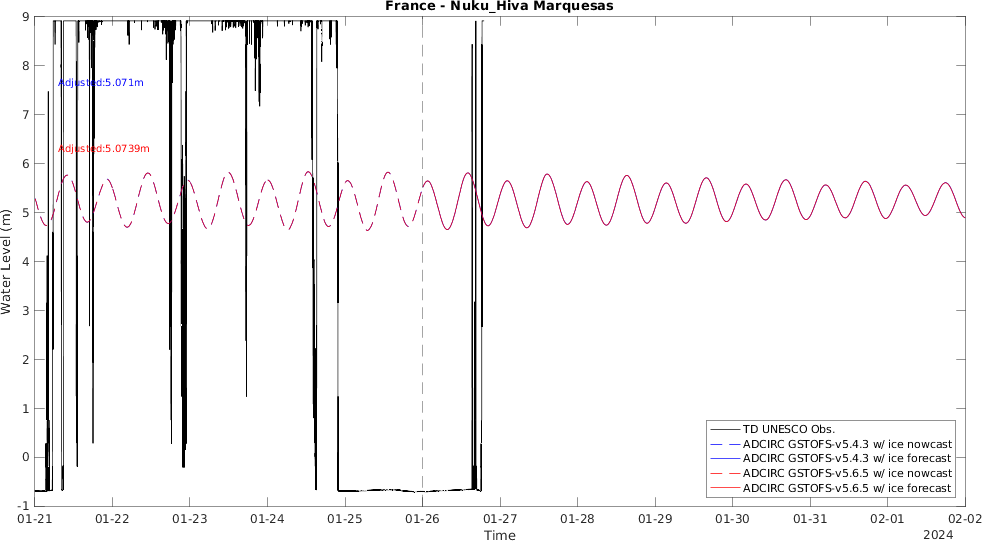 France - Nuku_Hiva Marquesas
9
8
7
6
5
4
3
2
1
0
-1
Water Level (m)
Adjusted:5.071m
Adjusted:5.0739m
TD UNESCO Obs.
ADCIRC GSTOFS-v5.4.3 w/ ice nowcast
ADCIRC GSTOFS-v5.4.3 w/ ice forecast
ADCIRC GSTOFS-v5.6.5 w/ ice nowcast
ADCIRC GSTOFS-v5.6.5 w/ ice forecast
01-21 01-22 01-23 01-24 01-25 01-26 01-27 01-28 01-29 01-30 01-31 02-01 02-02
Time
2024